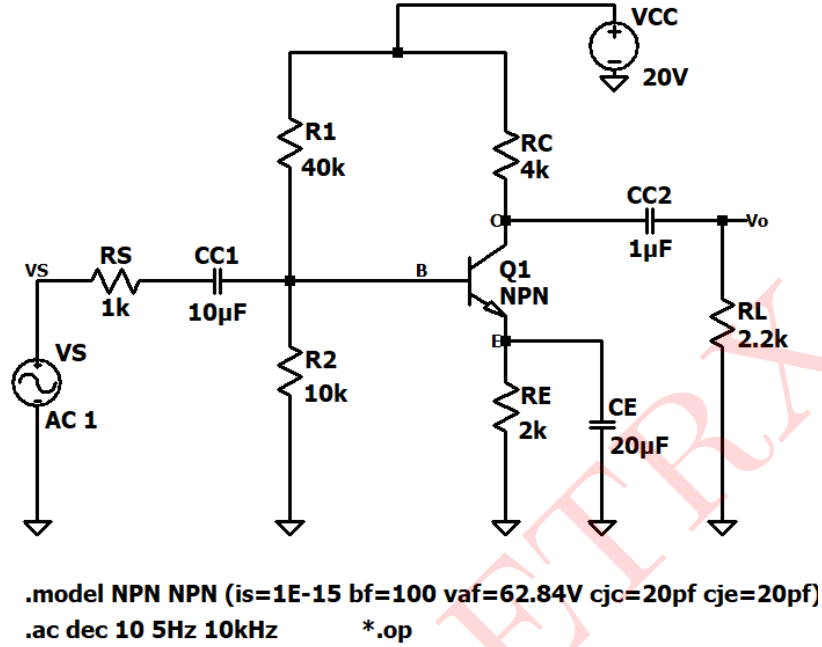 VCC
20V
R1
40k
RC
4k
CC2
C
Vo
1µF
RS
CC1
VS
B
Q1
NPN
1k
10µF
RL
2.2k
VS
E
R2
10k
RE
2k
CE
20µF
AC 1
ETRX
.model NPN NPN (is=1E-15 bf=100 vaf=62.84V cjc=20pf cje=20pf)
.ac dec 10 5Hz 10kHz *.op